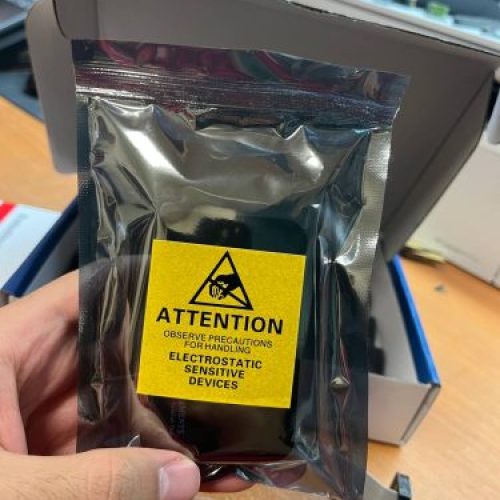 ATTENTION
OBSERVE PRECAUTIONS
FOR HANDLING
ELECTROSTATIC
SENSITIVE
DEVICES